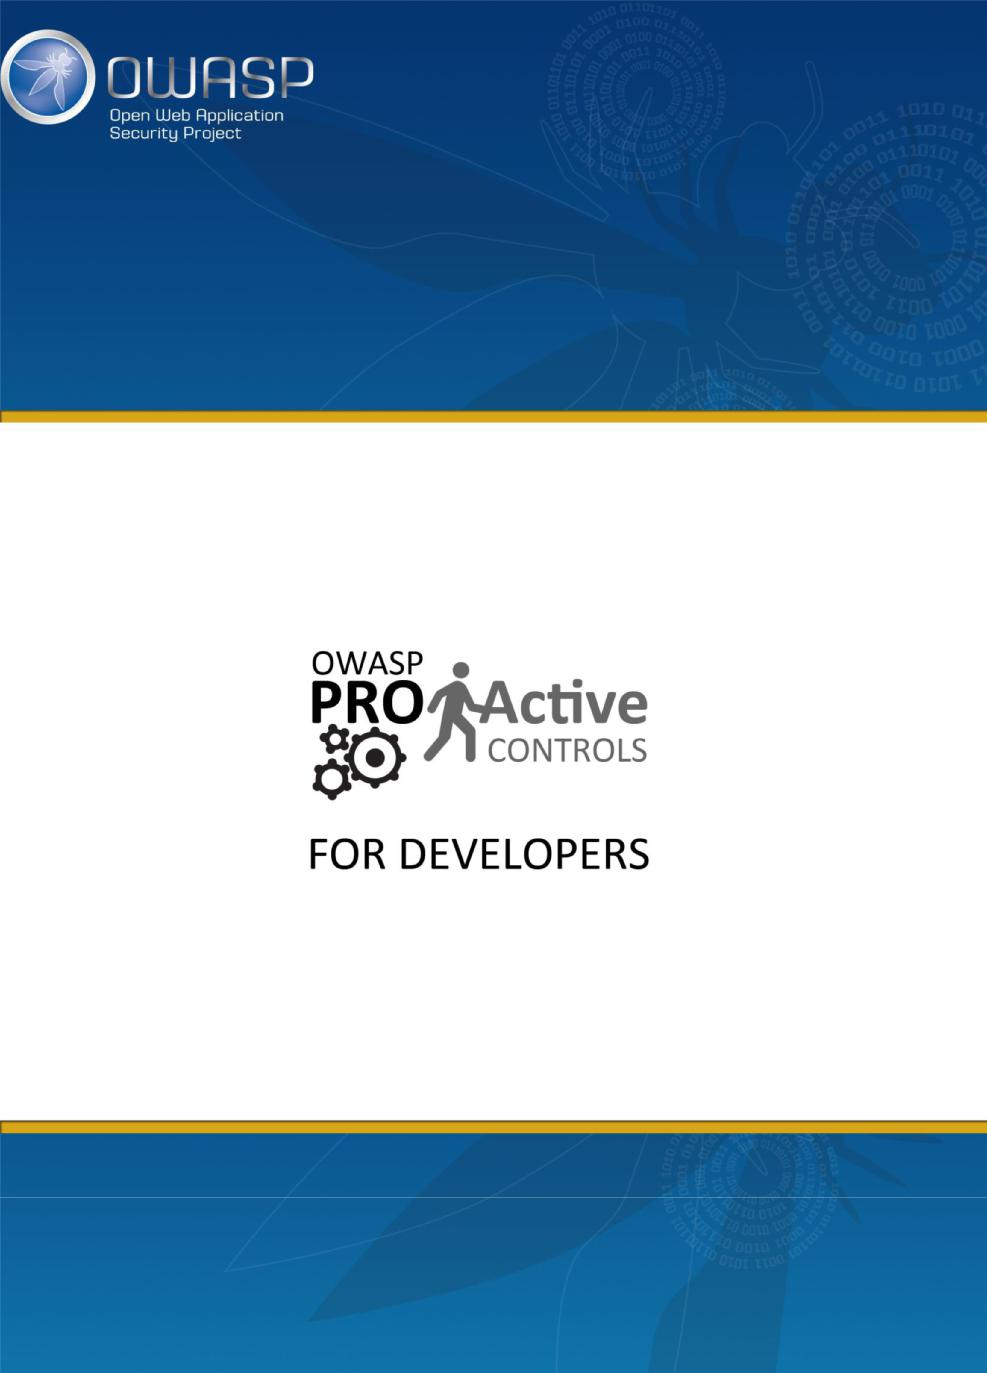 OWASP
Open Web Application
Security Project
OWASP
PRO Active
CONTROLS
FOR DEVELOPERS